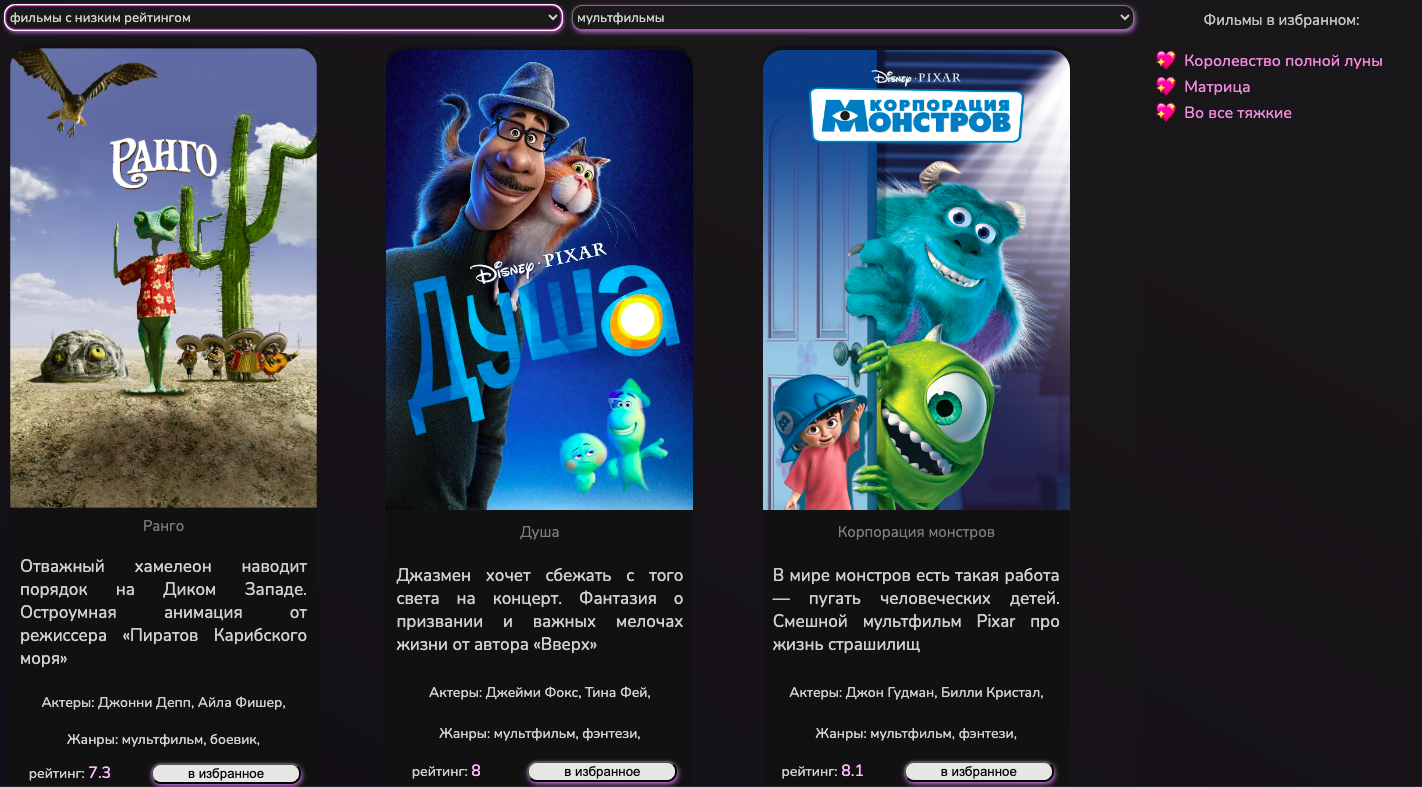 фильмы с низким рейтингом
мультфильмы
Фильмы в избранном:
Королевство полной луны
Матрица
Во все тяжкие
РАНГО
Ранго
Отважный хамелеон наводит
порядок на Диком Западе.
Остроумная анимация от
режиссера «Пиратов Карибского
моря»
Актеры: Джонни Депп, Айла Фишер,
Жанры: мультфильм, боевик,
рейтинг: 7.3
в избранное
Disney · PIXAR
Душа
Душа
Джазмен хочет сбежать с того
света на концерт. Фантазия о
призвании и важных мелочах
жизни от автора «Вверх»
Актеры: Джейми Фокс, Тина Фей,
Жанры: мультфильм, фэнтези,
рейтинг: 8
в избранное
Disney · PIXAR
КОРПОРАЦИЯ
МОНСТРОВ
Корпорация монстров
В мире монстров есть такая работа
— пугать человеческих детей.
Смешной мультфильм Pixar про
жизнь страшилищ
Актеры: Джон Гудман, Билли Кристал,
Жанры: мультфильм, фэнтези,
рейтинг: 8.1
в избранное